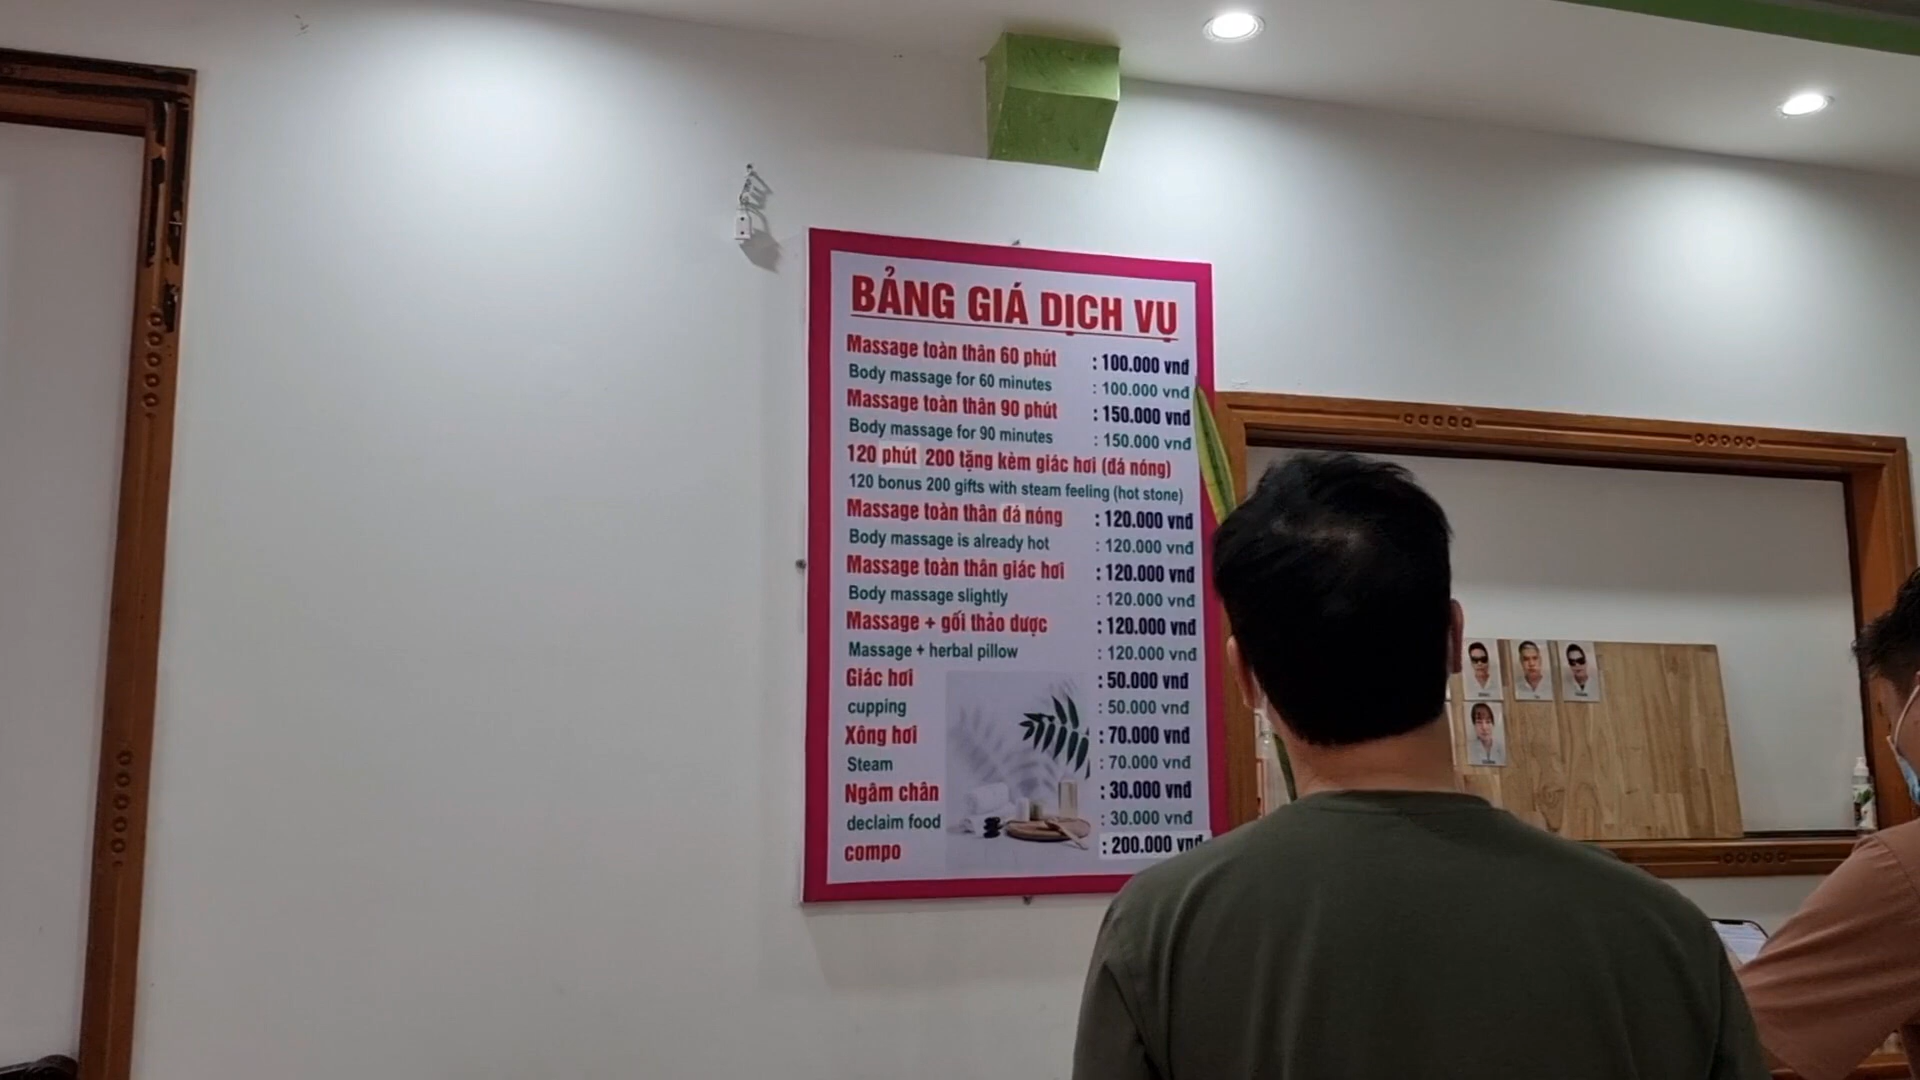 BẢNG GIÁ DỊCH VỤ
Massage toàn thân 60 phút : 100.000 vnđ
Body massage for 60 minutes : 100.000 vnđ
Massage toàn thân 90 phút : 150.000 vnđ
Body massage for 90 minutes : 150.000 vnđ
120 phút 200 tặng kèm giác hơi (đá nóng)
120 bonus 200 gifts with steam feeling (hot stone)
Massage toàn thân đá nóng : 120.000 vnđ
Body massage is already hot : 120.000 vnđ
Massage toàn thân giác hơi : 120.000 vnđ
Body massage slightly : 120.000 vnđ
Massage + gối thảo dược : 120.000 vnđ
Massage + herbal pillow : 120.000 vnđ
Giác hơi : 50.000 vnđ
cupping : 50.000 vnđ
Xông hơi : 70.000 vnđ
Steam : 70.000 vnđ
Ngâm chân : 30.000 vnđ
declaim food : 30.000 vnđ
compo : 200.000 vnđ